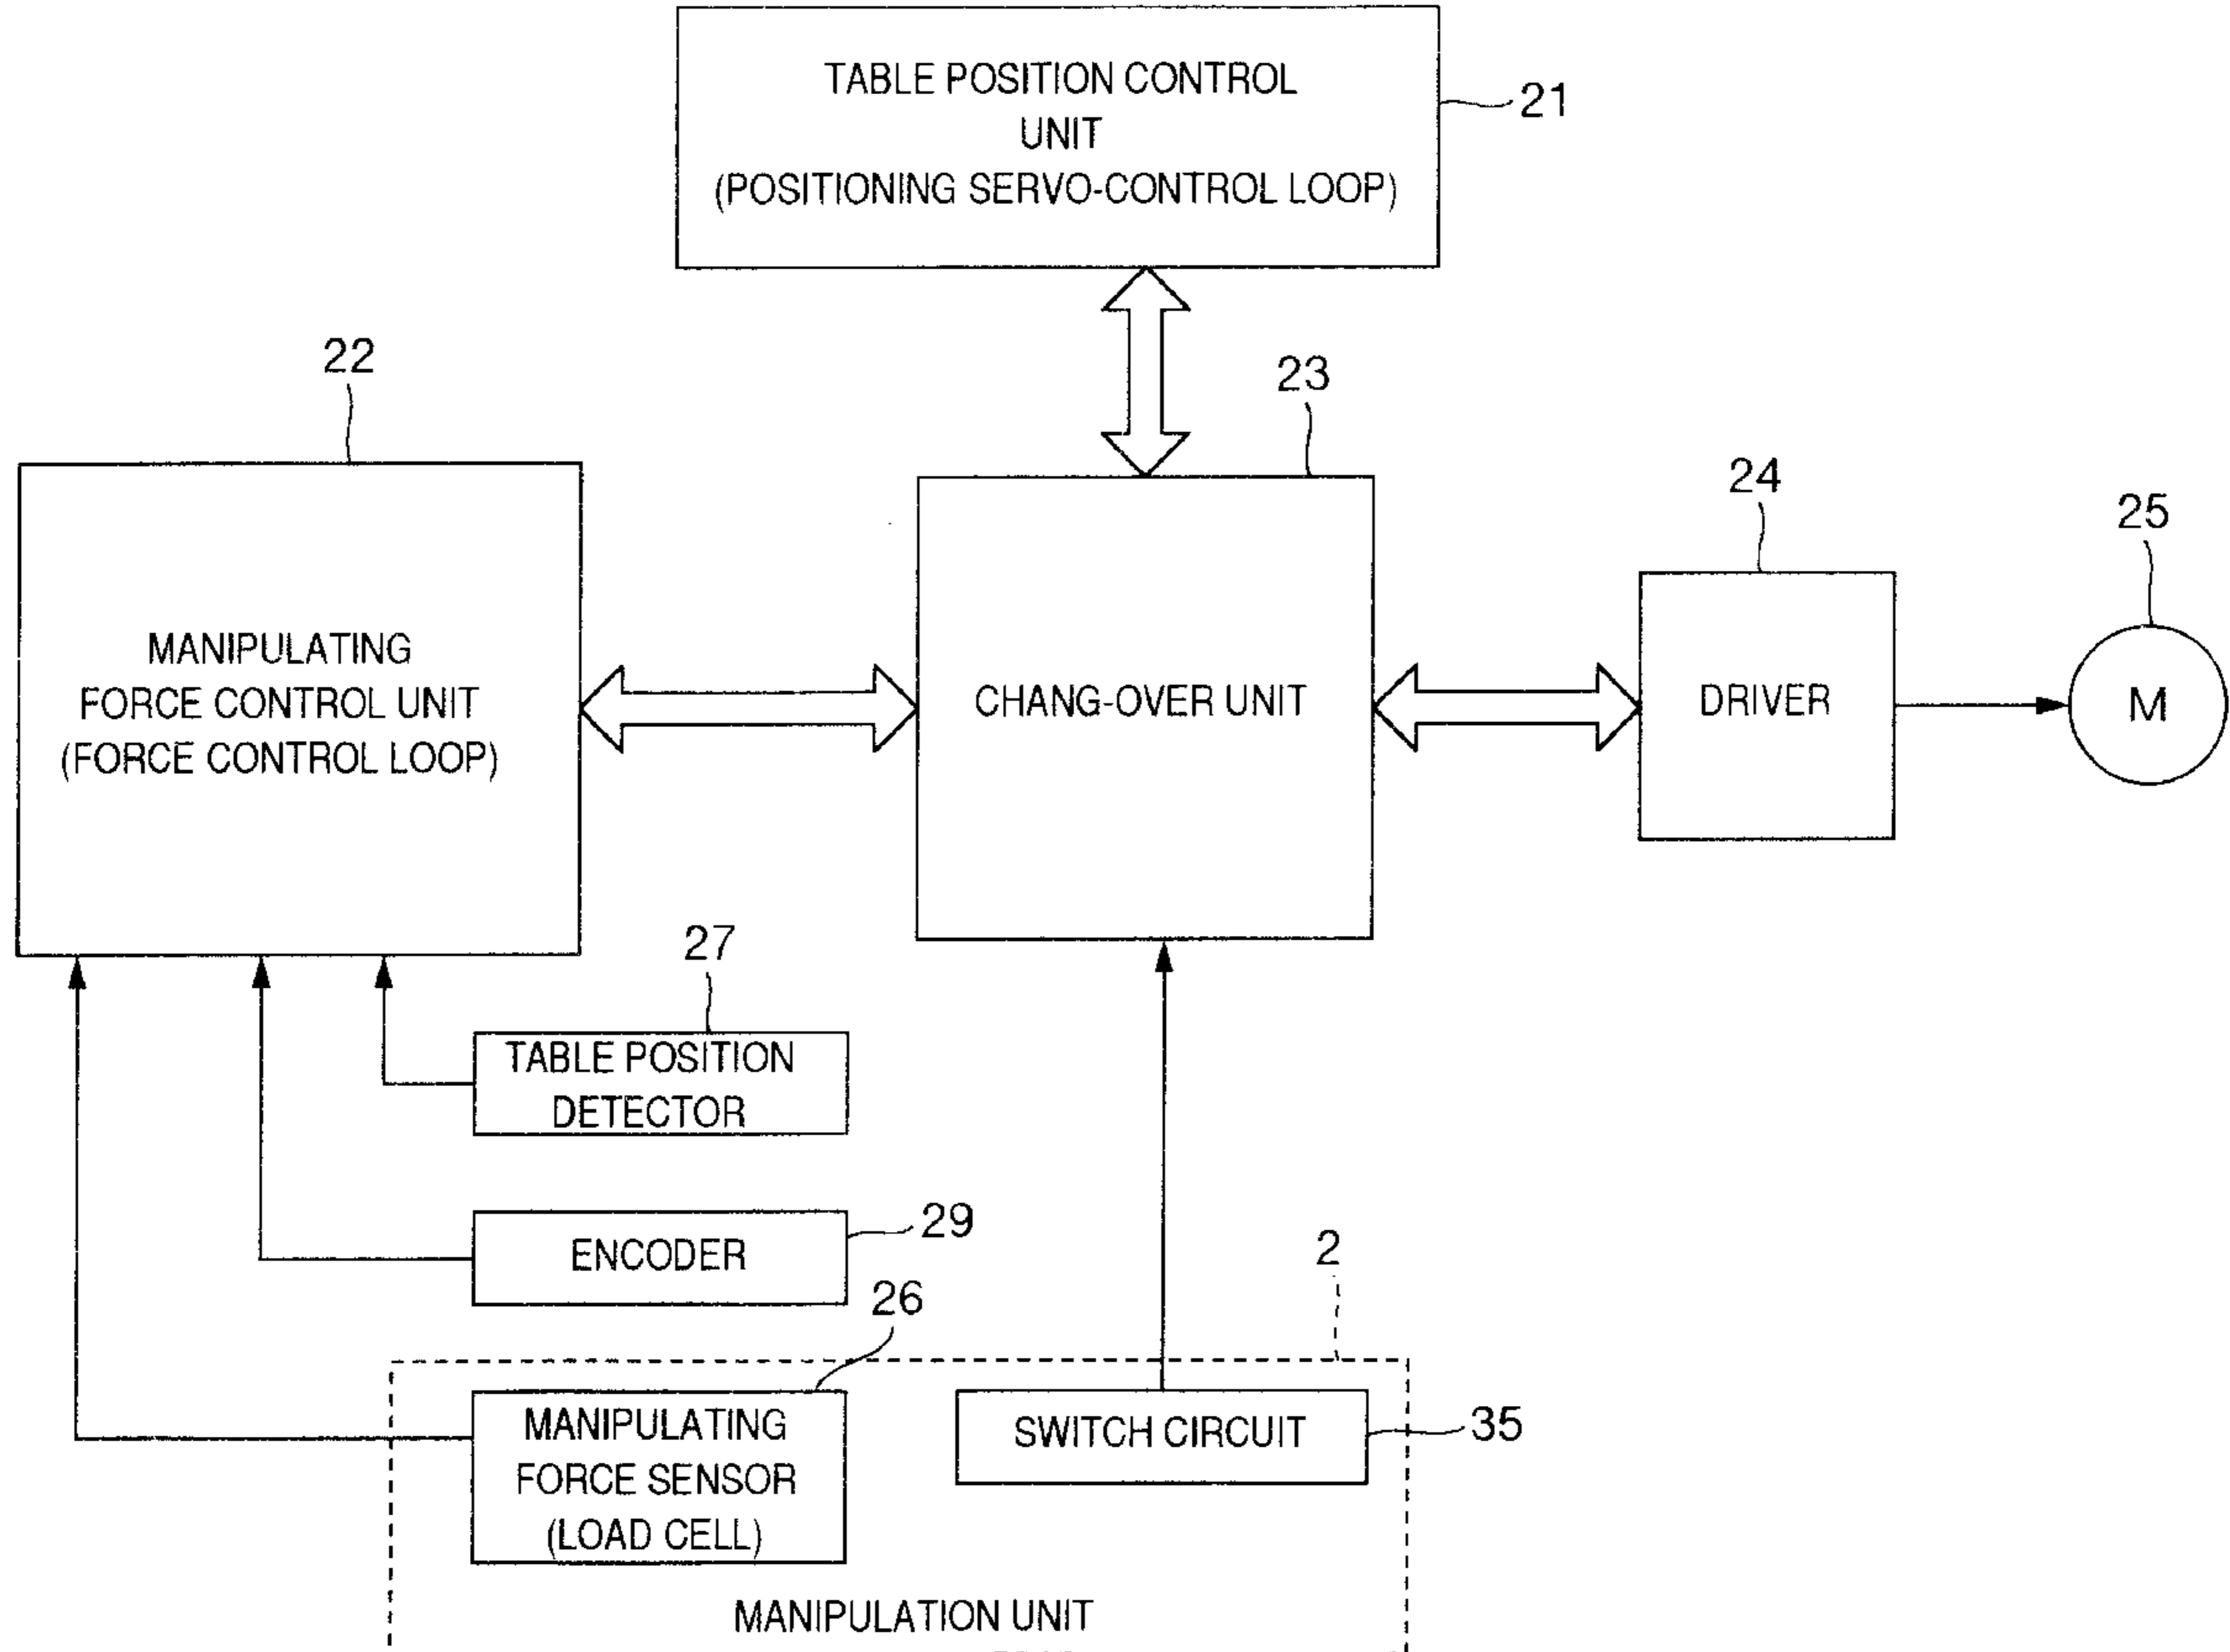 TABLE POSITION CONTROL
UNIT
(POSITIONING SERVO-CONTROL LOOP)
21
22
23
24
25
MANIPULATING
FORCE CONTROL UNIT
(FORCE CONTROL LOOP)
CHANG-OVER UNIT
DRIVER
M
27
TABLE POSITION
DETECTOR
29
ENCODER
2
26
MANIPULATING
FORCE SENSOR
(LOAD CELL)
SWITCH CIRCUIT
35
MANIPULATION UNIT